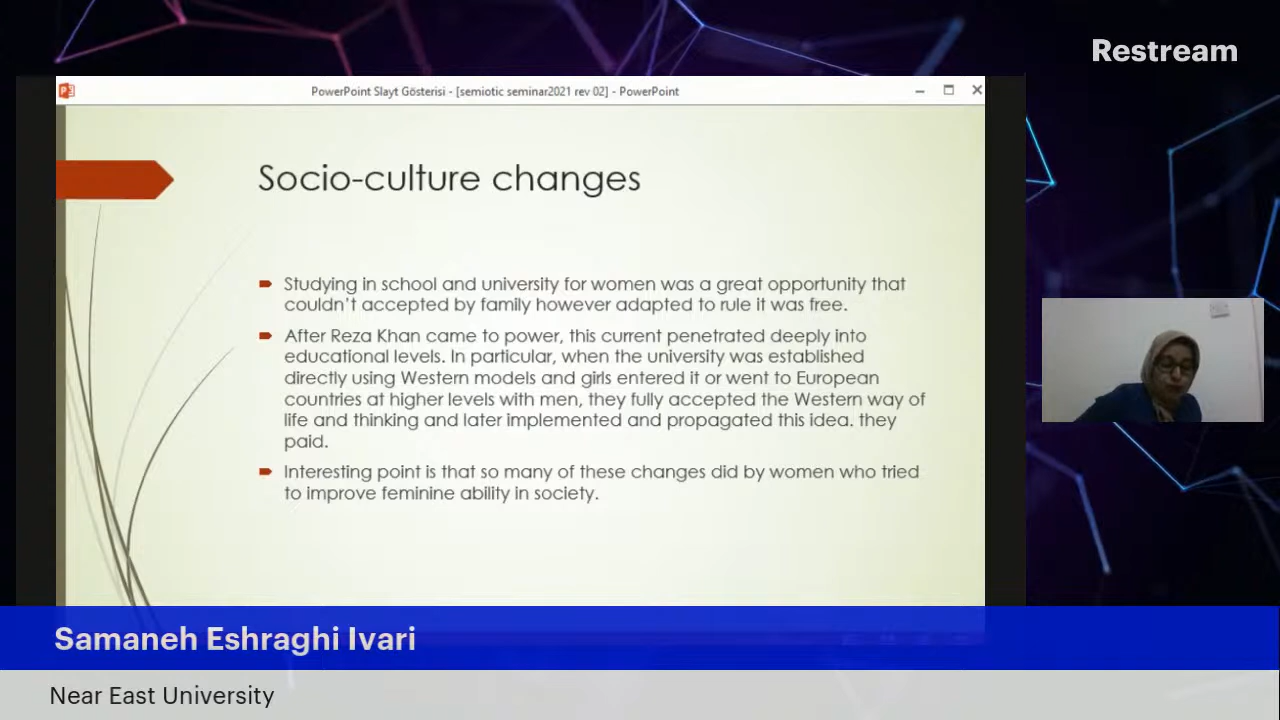 Restream
PowerPoint Slayt Gösterisi - [semiotic seminar2021 rev 02] - PowerPoint
Socio-culture changes
Studying in school and university for women was a great opportunity that
couldn't accepted by family however adapted to rule it was free.
After Reza Khan came to power, this current penetrated deeply into
educational levels. In particular, when the university was established
directly using Western models and girls entered it or went to European
countries at higher levels with men, they fully accepted the Western way of
life and thinking and later implemented and propagated this idea. they
paid.
Interesting point is that so many of these changes did by women who tried
to improve feminine ability in society.
Samaneh Eshraghi Ivari
Near East University